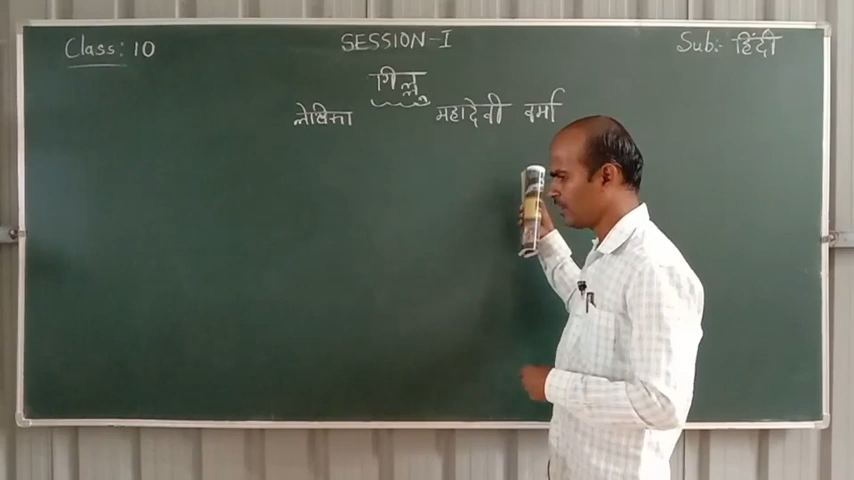 Class: 10 SESSION-I Sub:- हिंदी
गिल्लू
लेखिका महादेवी वर्मा